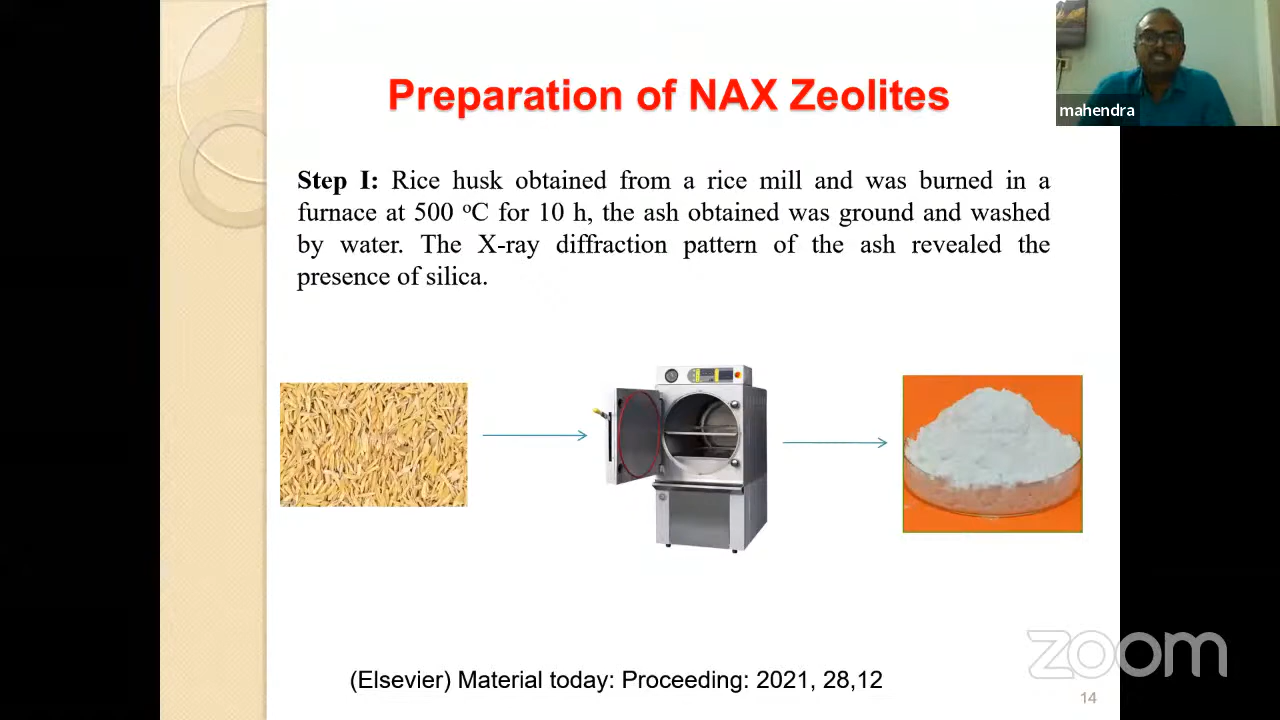 Preparation of NAX Zeolites
mahendra
Step I: Rice husk obtained from a rice mill and was burned in a
furnace at 500 ºC for 10 h, the ash obtained was ground and washed
by water. The X-ray diffraction pattern of the ash revealed the
presence of silica.
(Elsevier) Material today: Proceeding: 2021, 28,12
zoom
14